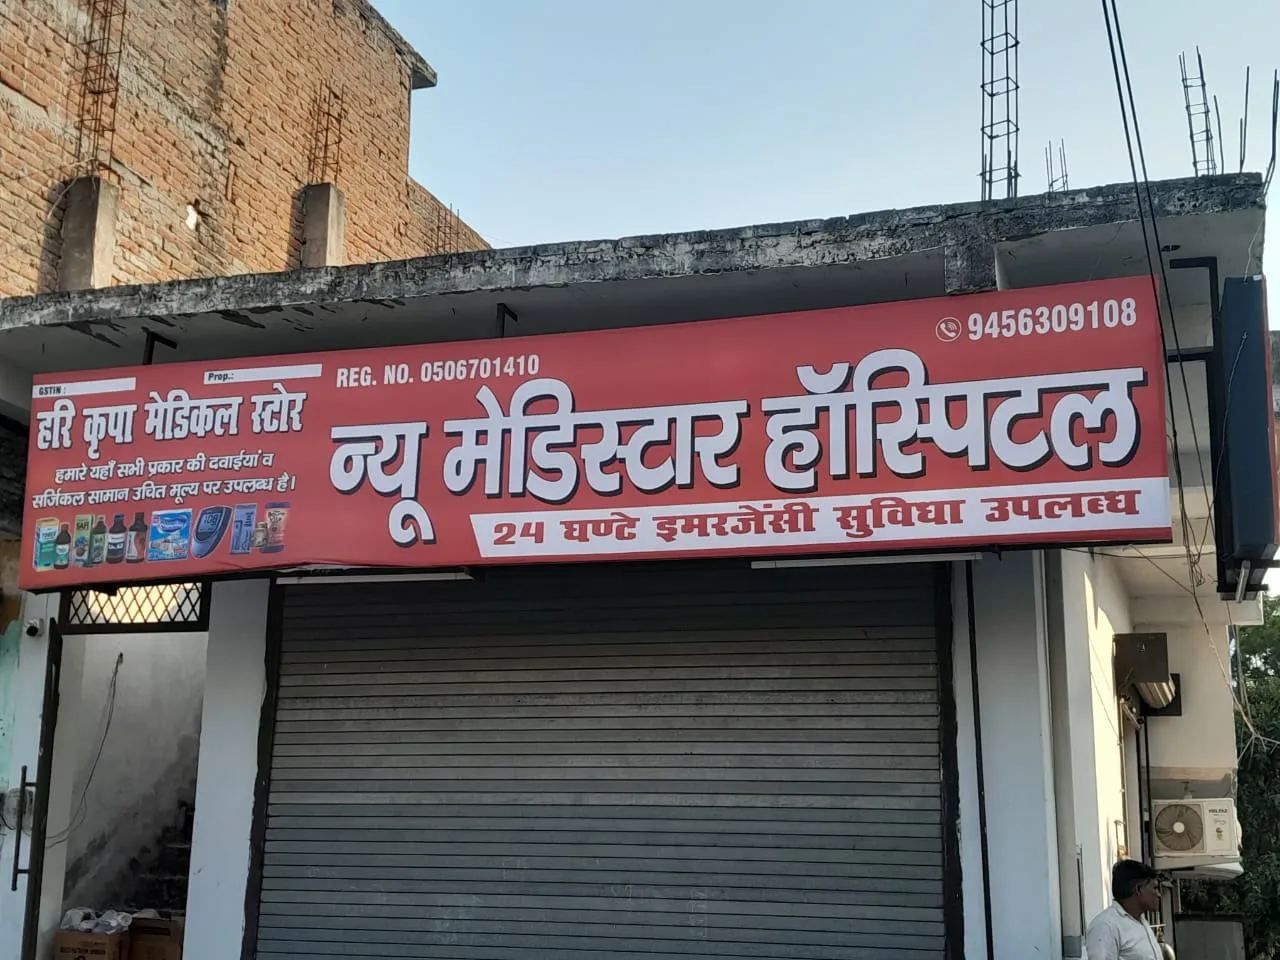 GSTIN :
Prop.:
हरि कृपा मेडिकल स्टोर
हमारे यहाँ सभी प्रकार की दवाईयां व
सर्जिकल सामान उचित मूल्य पर उपलब्ध है।
REG. NO. 0506701410
9456309108
न्यू मेडिस्टार हॉस्पिटल
24 घण्टे इमरजेंसी सुविधा उपलब्ध